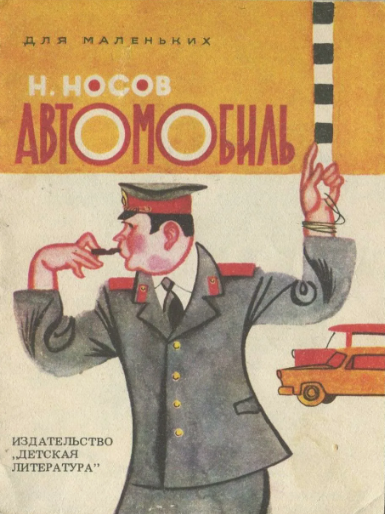 ДЛЯ МАЛЕНЬКИХ
Н. НОСОВ
АВТОМОБИЛЬ
ИЗДАТЕЛЬСТВО
„ДЕТСКАЯ
ЛИТЕРАТУРА"